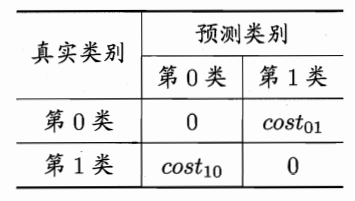 真实类别 预测类别
第0类 第1类
第0类 0 cost₀₁
第1类 cost₁₀ 0